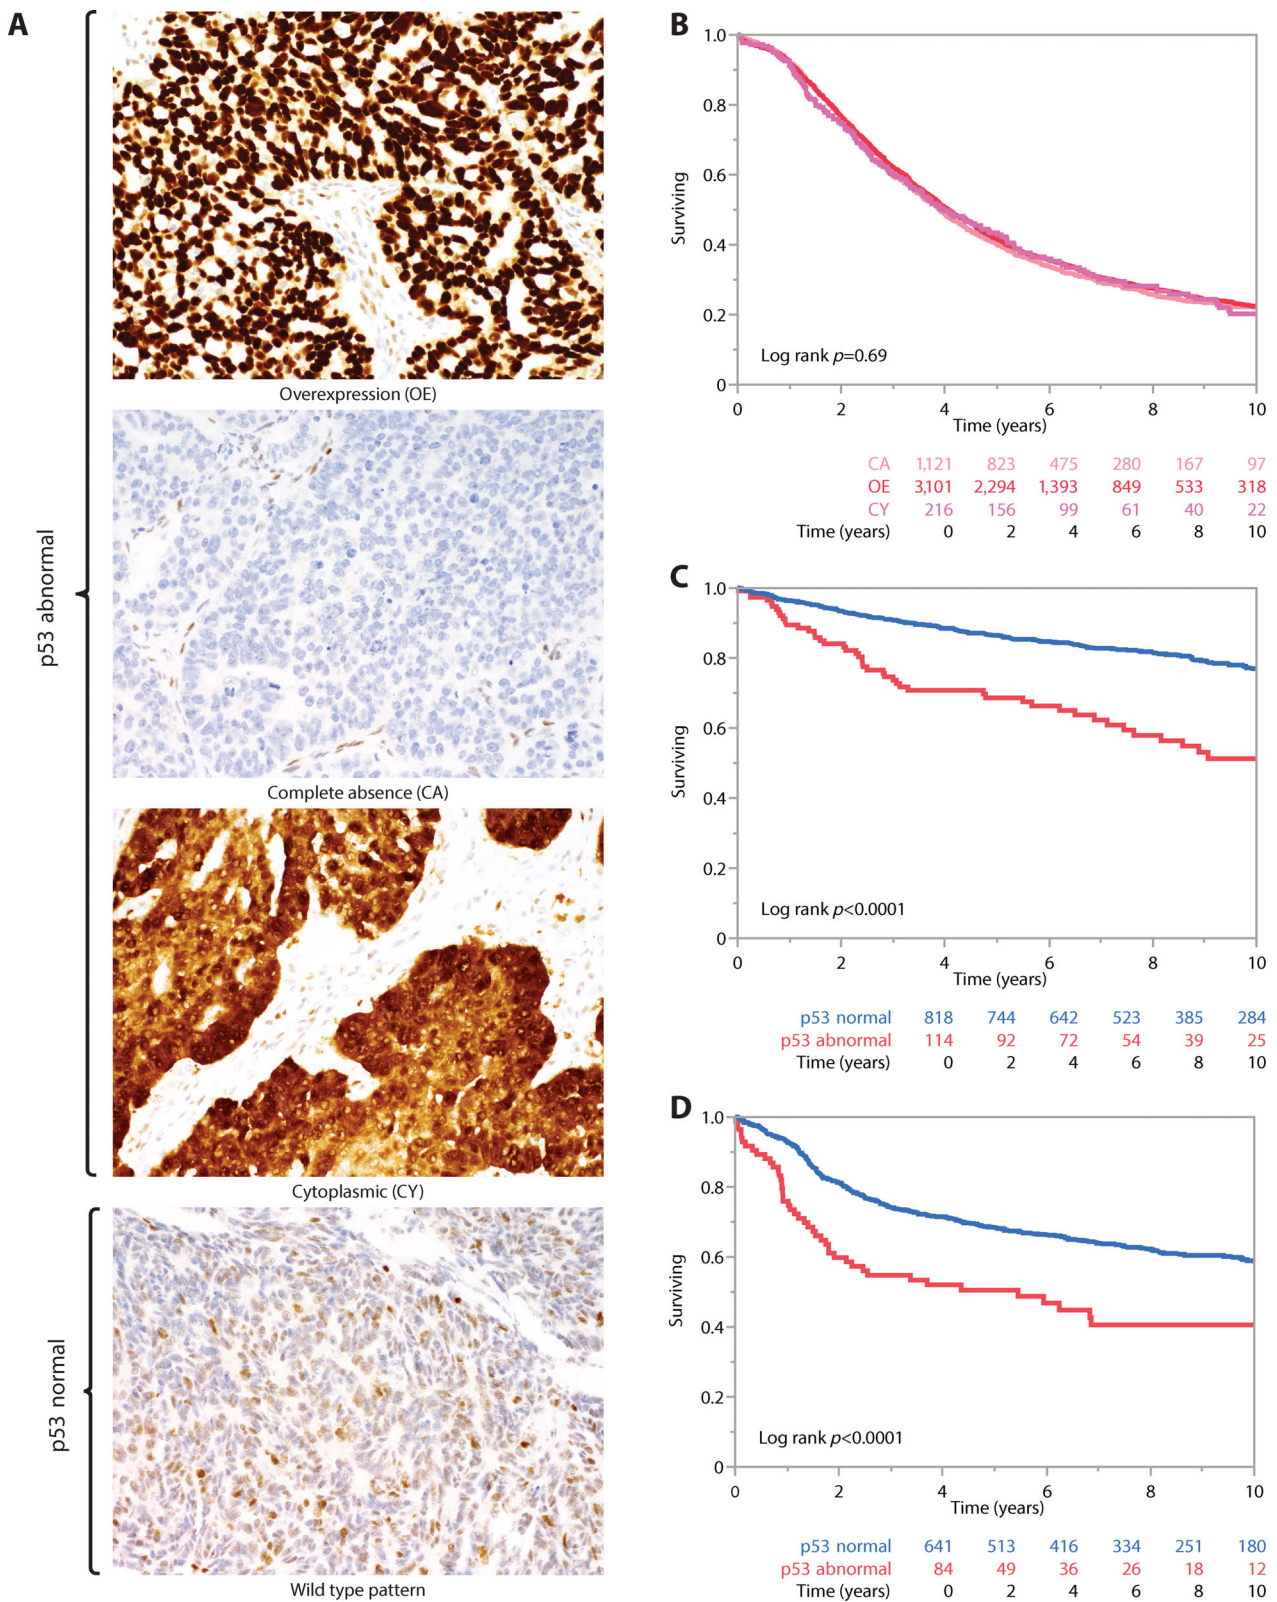 A
p53 abnormal
Overexpression (OE)
Complete absence (CA)
Cytoplasmic (CY)
p53 normal
Wild type pattern
B
1.0
0.8
0.6
0.4
0.2
0
Surviving
Log rank p=0.69
0 2 4 6 8 10
Time (years)
CA 1,121 823 475 280 167 97
OE 3,101 2,294 1,393 849 533 318
CY 216 156 99 61 40 22
Time (years) 0 2 4 6 8 10
C
1.0
0.8
0.6
0.4
0.2
0
Surviving
Log rank p<0.0001
0 2 4 6 8 10
Time (years)
p53 normal 818 744 642 523 385 284
p53 abnormal 114 92 72 54 39 25
Time (years) 0 2 4 6 8 10
D
1.0
0.8
0.6
0.4
0.2
0
Surviving
Log rank p<0.0001
0 2 4 6 8 10
Time (years)
p53 normal 641 513 416 334 251 180
p53 abnormal 84 49 36 26 18 12
Time (years) 0 2 4 6 8 10